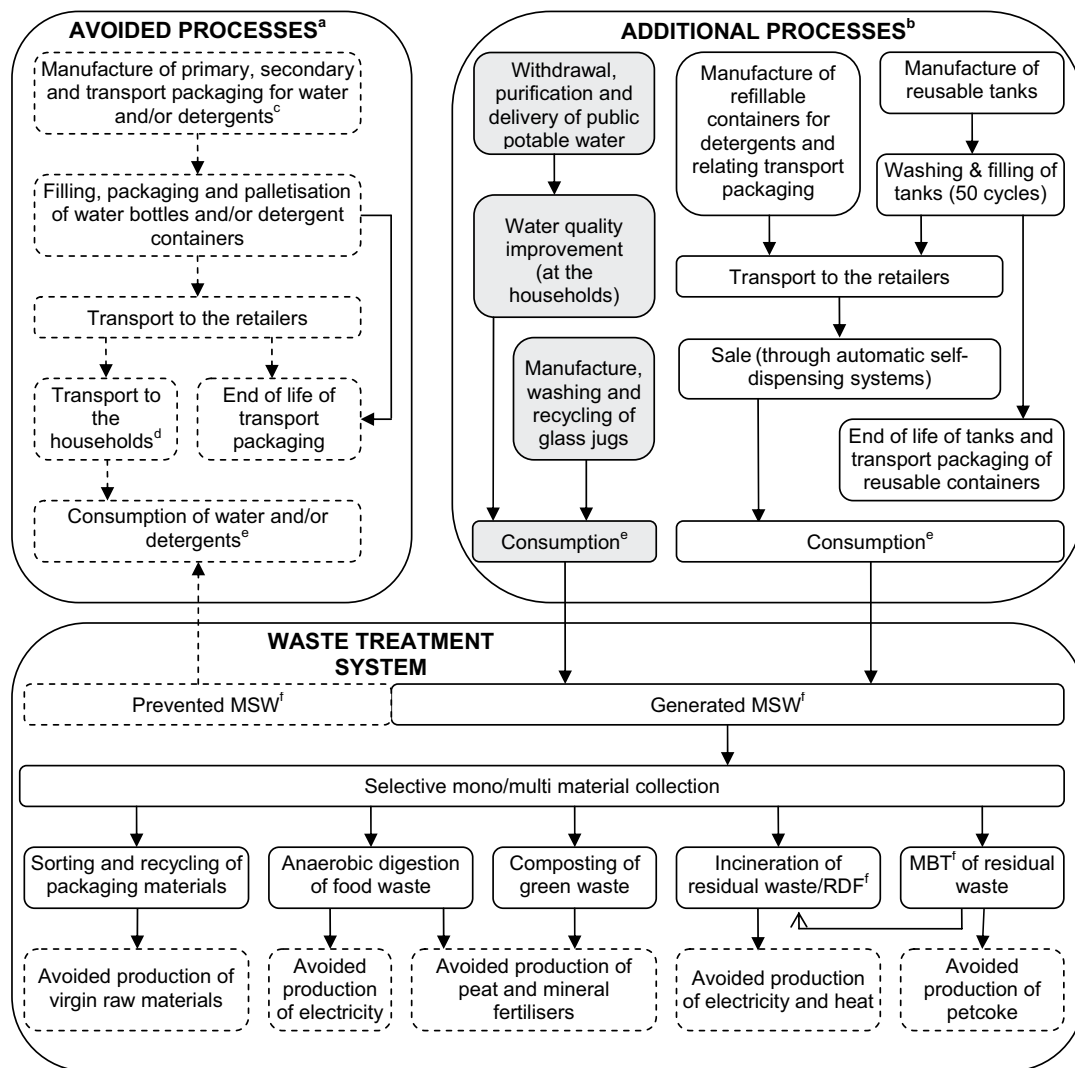 AVOIDED PROCESSESᵃ
Manufacture of primary, secondary
and transport packaging for water
and/or detergentsᶜ
Filling, packaging and palletisation
of water bottles and/or detergent
containers
Transport to the retailers
Transport to
the
householdsᵈ
End of life of
transport
packaging
Consumption of water and/or
detergentsᵉ
ADDITIONAL PROCESSESᵇ
Withdrawal,
purification and
delivery of public
potable water
Water quality
improvement
(at the
households)
Manufacture,
washing and
recycling of
glass jugs
Consumptionᵉ
Manufacture of
refillable
containers for
detergents and
relating transport
packaging
Manufacture of
reusable tanks
Washing & filling of
tanks (50 cycles)
Transport to the retailers
Sale (through automatic self-
dispensing systems)
End of life of tanks and
transport packaging of
reusable containers
Consumptionᵉ
WASTE TREATMENT
SYSTEM
Prevented MSWᶠ
Generated MSWᶠ
Selective mono/multi material collection
Sorting and recycling of
packaging materials
Anaerobic digestion
of food waste
Composting of
green waste
Incineration of
residual waste/RDFᶠ
MBTᶠ of residual
waste
Avoided production of
virgin raw materials
Avoided
production
of electricity
Avoided production of
peat and mineral
fertilisers
Avoided production
of electricity and heat
Avoided
production of
petcoke